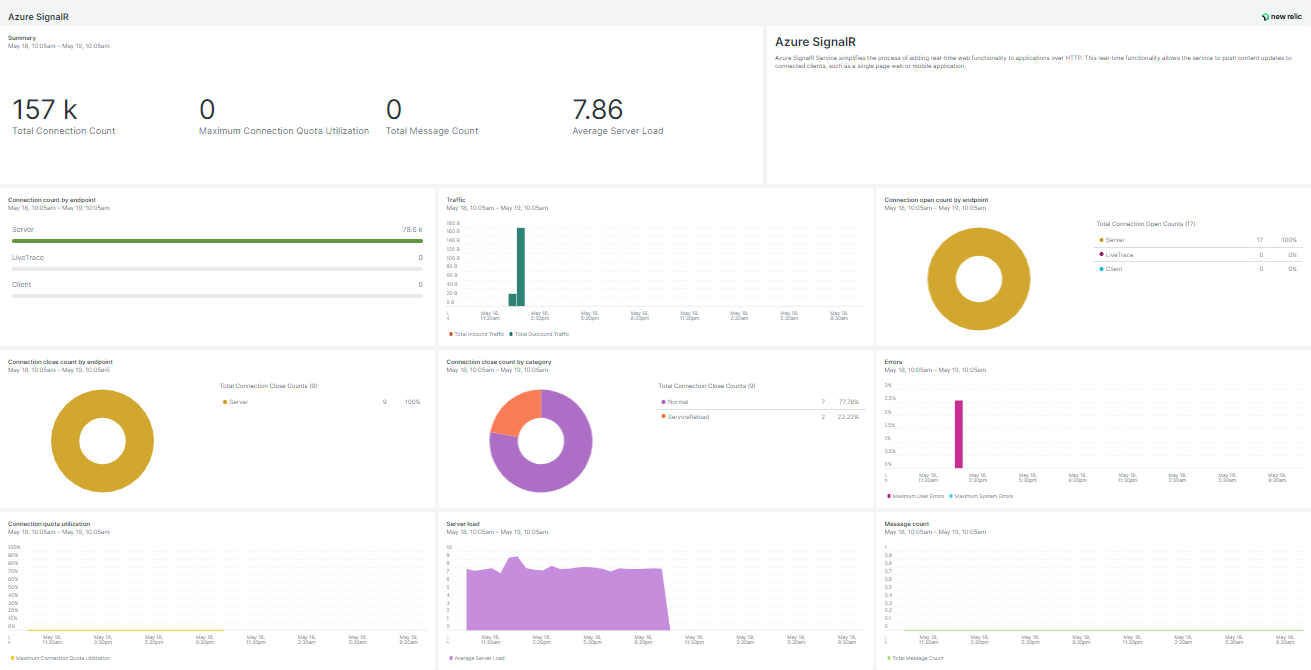 Azure SignalR
new relic
Summary
May 18, 10:05am – May 19, 10:05am
157 k
Total Connection Count
0
Maximum Connection Quota Utilization
0
Total Message Count
7.86
Average Server Load
Azure SignalR
Azure SignalR Service simplifies the process of adding real-time web functionality to applications over HTTP. This real-time functionality allows the service to push content updates to
connected clients, such as a single page web or mobile application.
Connection count by endpoint
May 18, 10:05am – May 19, 10:05am
Server 78.6 k
LiveTrace 0
Client 0
Traffic
May 18, 10:05am – May 19, 10:05am
180 B
160 B
140 B
120 B
100 B
80 B
60 B
40 B
20 B
0 B
May 18, May 18, May 18, May 18, May 18, May 19, May 19, May 19,
11:30am 2:30pm 5:30pm 8:30pm 11:30pm 2:30am 5:30am 8:30am
Total Inbound Traffic Total Outbound Traffic
Connection open count by endpoint
May 18, 10:05am – May 19, 10:05am
Total Connection Open Counts (17)
Server 17 100%
LiveTrace 0 0%
Client 0 0%
Connection close count by endpoint
May 18, 10:05am – May 19, 10:05am
Total Connection Close Counts (9)
Server 9 100%
Connection close count by category
May 18, 10:05am – May 19, 10:05am
Total Connection Close Counts (9)
Normal 7 77.78%
ServiceReload 2 22.22%
Errors
May 18, 10:05am – May 19, 10:05am
3%
2.5%
2%
1.5%
1%
0%
May 18, May 18, May 18, May 18, May 18, May 19, May 19, May 19,
11:30am 2:30pm 5:30pm 8:30pm 11:30pm 2:30am 5:30am 8:30am
Maximum User Errors Maximum System Errors
Connection quota utilization
May 18, 10:05am – May 19, 10:05am
100%
90%
80%
70%
60%
50%
40%
30%
20%
10%
0%
May 18, May 18, May 18, May 18, May 18, May 19, May 19, May 19,
11:30am 2:30pm 5:30pm 8:30pm 11:30pm 2:30am 5:30am 8:30am
Maximum Connection Quota Utilization
Server load
May 18, 10:05am – May 19, 10:05am
10
9
8
7
6
5
4
3
2
1
0
May 18, May 18, May 18, May 18, May 18, May 19, May 19, May 19,
11:30am 2:30pm 5:30pm 8:30pm 11:30pm 2:30am 5:30am 8:30am
Average Server Load
Message count
May 18, 10:05am – May 19, 10:05am
1
May 18, May 18, May 18, May 18, May 18, May 19, May 19, May 19,
11:30am 2:30pm 5:30pm 8:30pm 11:30pm 2:30am 5:30am 8:30am
Total Message Count